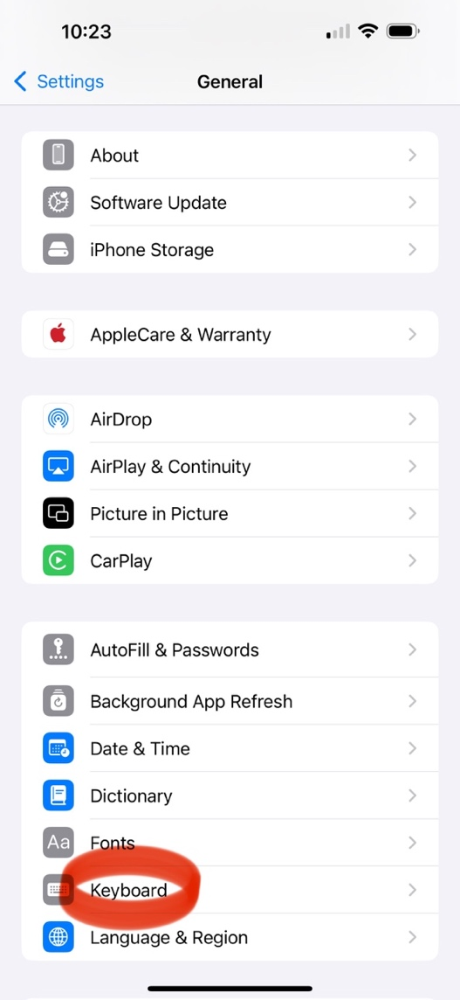 10:23
Settings
General
About
Software Update
iPhone Storage
AppleCare & Warranty
AirDrop
AirPlay & Continuity
Picture in Picture
CarPlay
AutoFill & Passwords
Background App Refresh
Date & Time
Dictionary
Aa Fonts
Keyboard
Language & Region